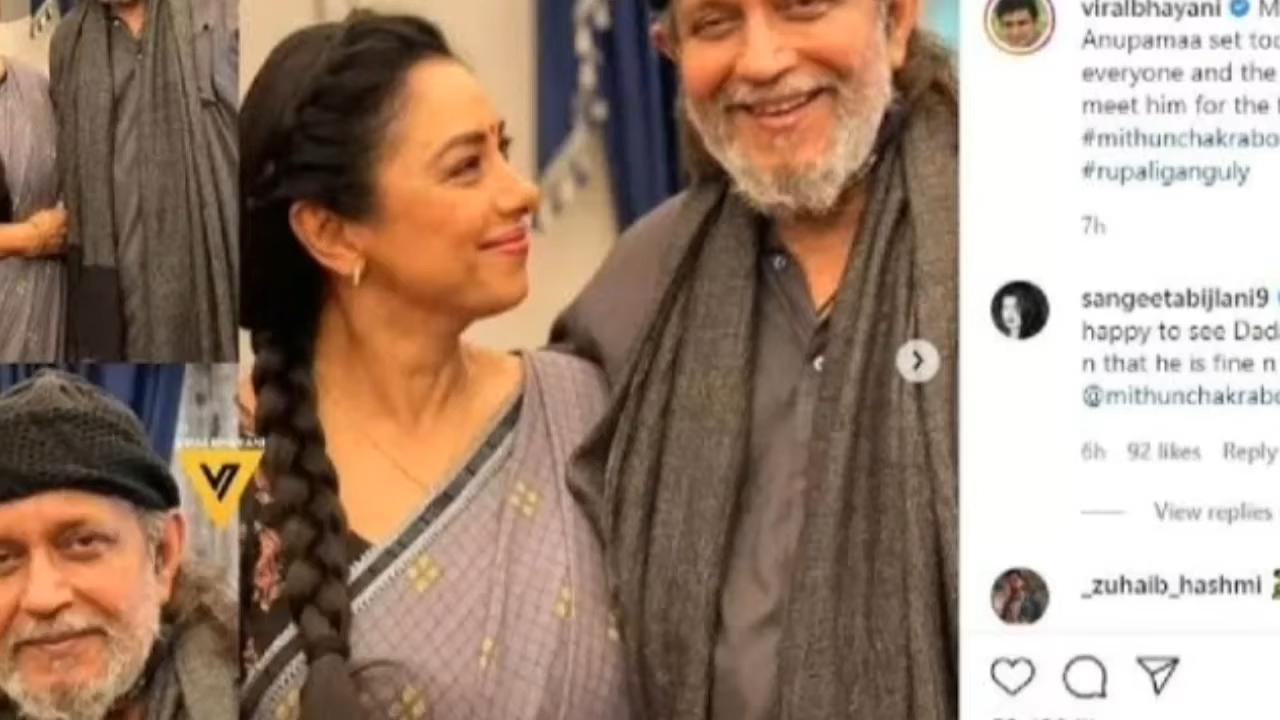 viralbhayani M
Anupamaa set toc
everyone and the
meet him for the
#mithunchakrabo
#rupaliganguly
7h
sangeetabijlani9
happy to see Dad
n that he is fine n
@mithunchakrabo
6h 92 likes Reply
View replies
_zuhaib_hashmi